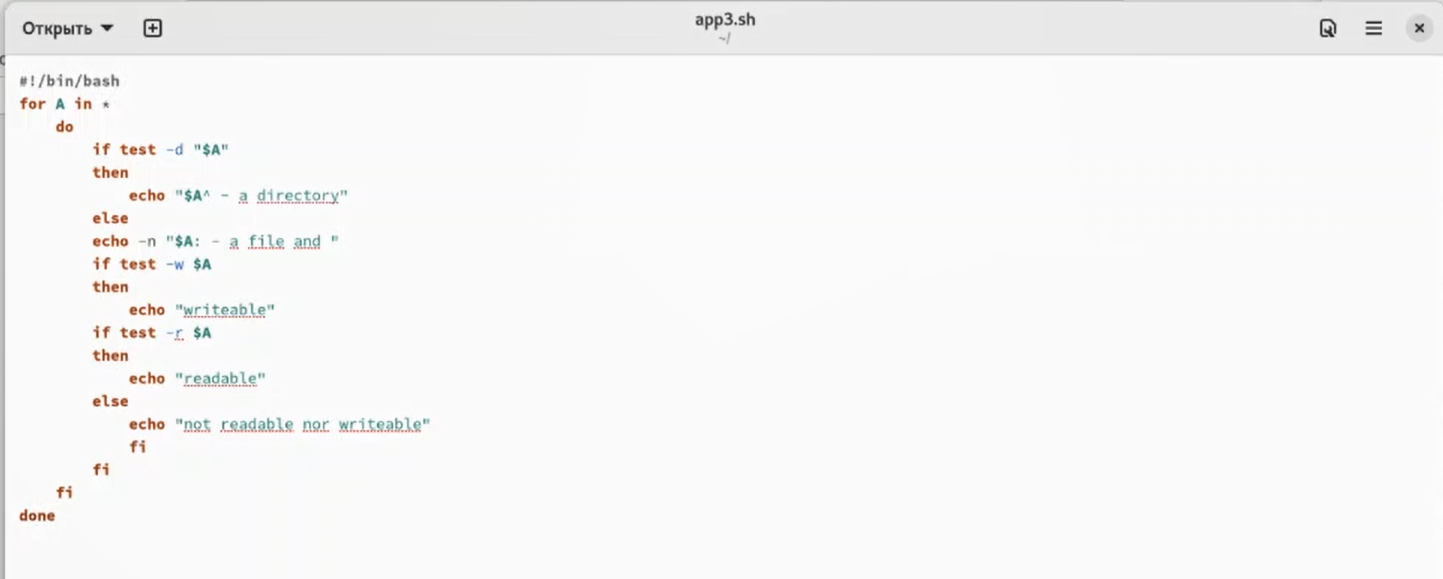 Открыть
app3.sh
~/
#!/bin/bash
for A in *
    do
        if test -d "$A"
        then
            echo "$A^ - a directory"
        else
        echo -n "$A: - a file and "
        if test -w $A
        then
            echo "writeable"
        if test -r $A
        then
            echo "readable"
        else
            echo "not readable nor writeable"
            fi
        fi
    fi
done